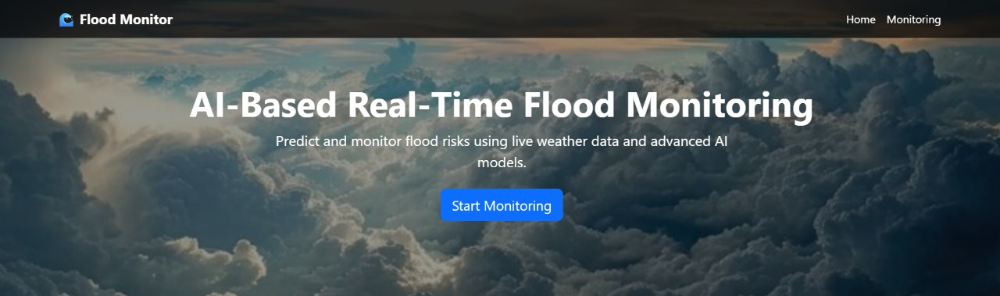 Flood Monitor
Home
Monitoring
AI-Based Real-Time Flood Monitoring
Predict and monitor flood risks using live weather data and advanced AI
models.
Start Monitoring